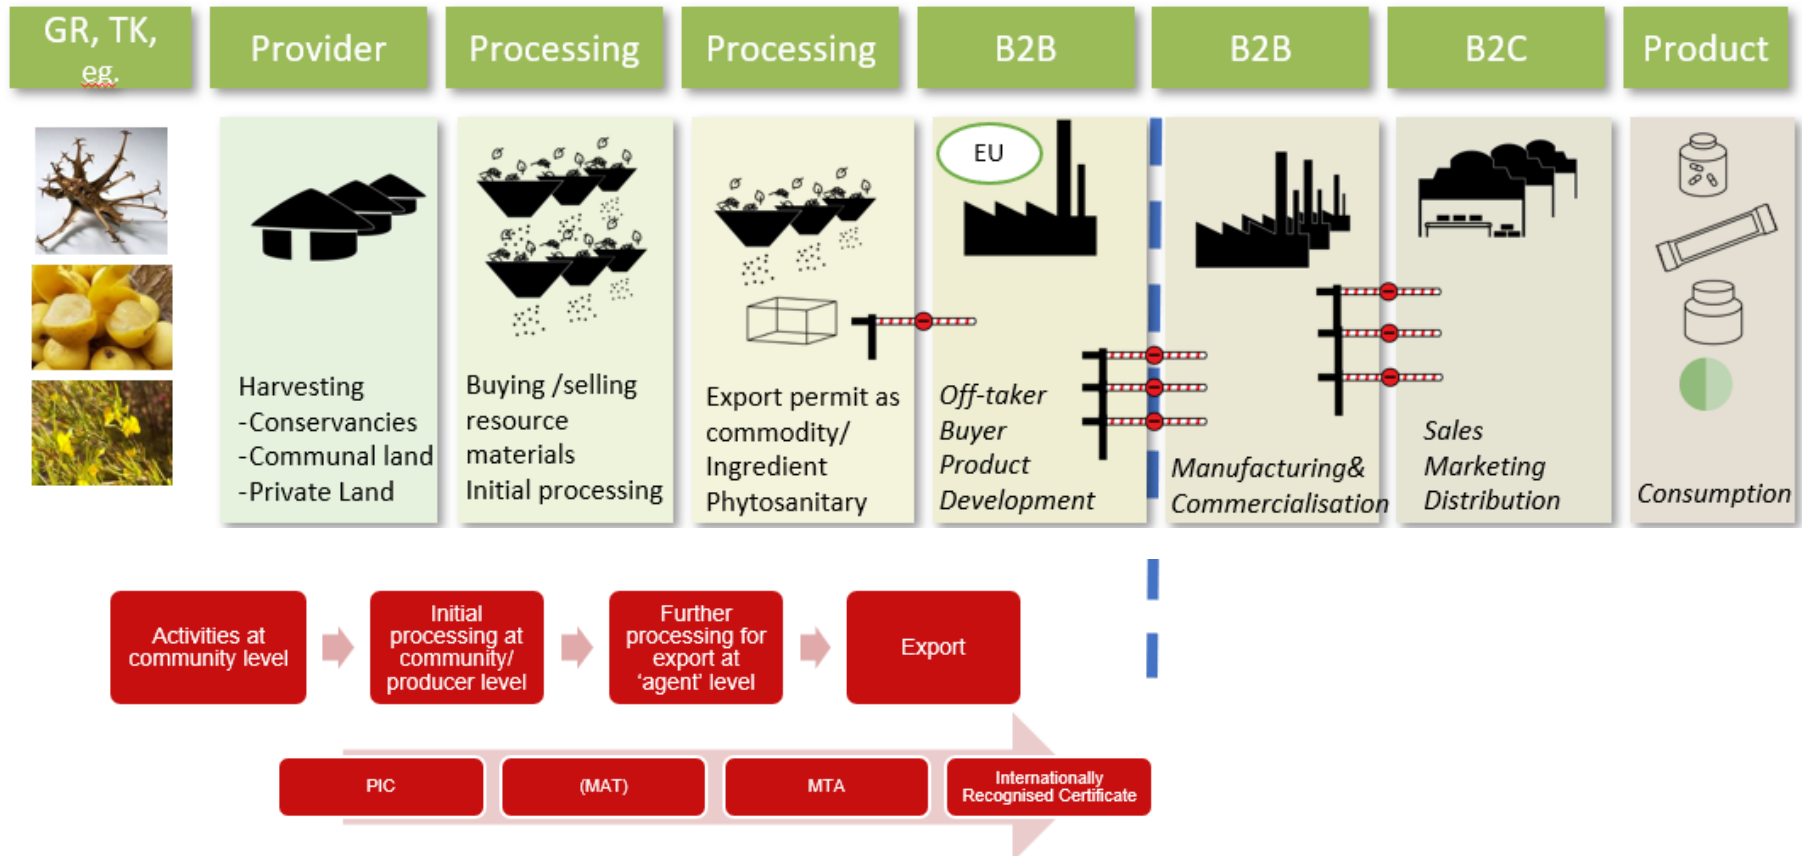 GR, TK,
eg.
Provider
Processing
Processing
B2B
B2B
B2C
Product
Harvesting
-Conservancies
-Communal land
-Private Land
Buying /selling
resource
materials
Initial processing
Export permit as
commodity/
Ingredient
Phytosanitary
EU
Off-taker
Buyer
Product
Development
Manufacturing&
Commercialisation
Sales
Marketing
Distribution
Consumption
Activities at
community level
Initial
processing at
community/
producer level
Further
processing for
export at
‘agent’ level
Export
PIC
(MAT)
MTA
Internationally
Recognised Certificate